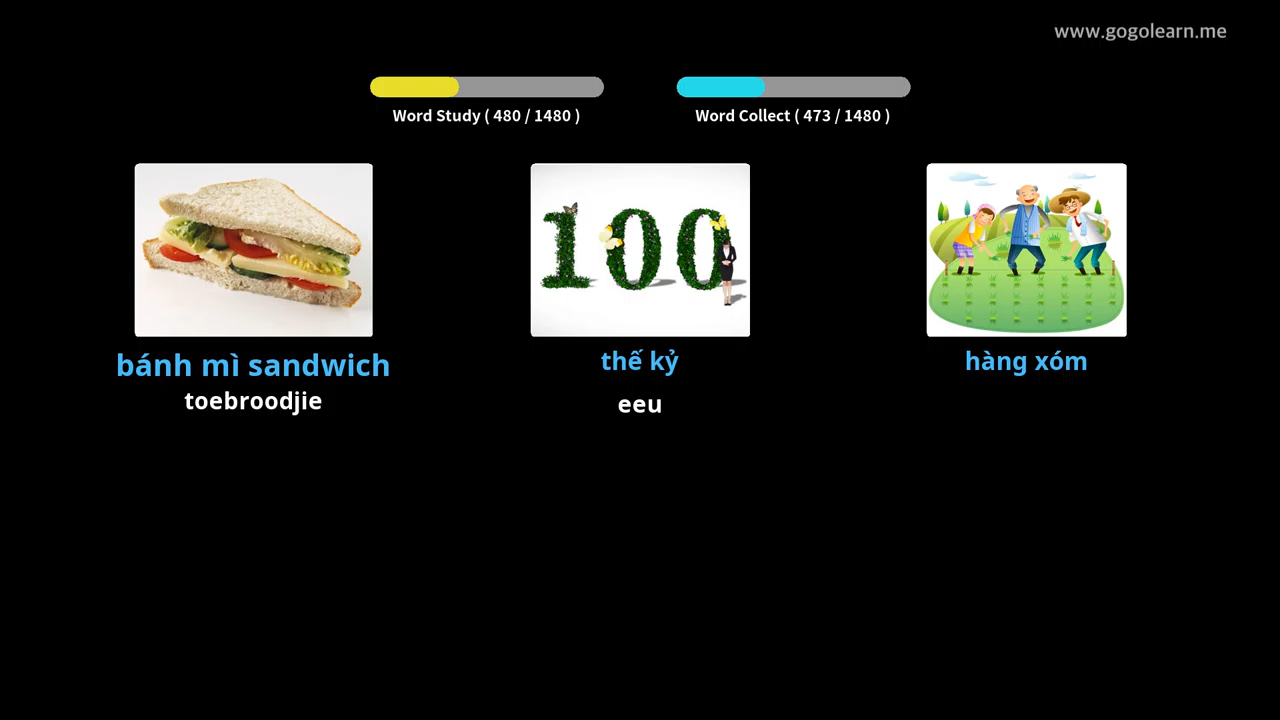 www.gogolearn.me
Word Study ( 480 / 1480 )
Word Collect ( 473 / 1480 )
100
bánh mì sandwich
toebroodjie
thế kỷ
eeu
hàng xóm